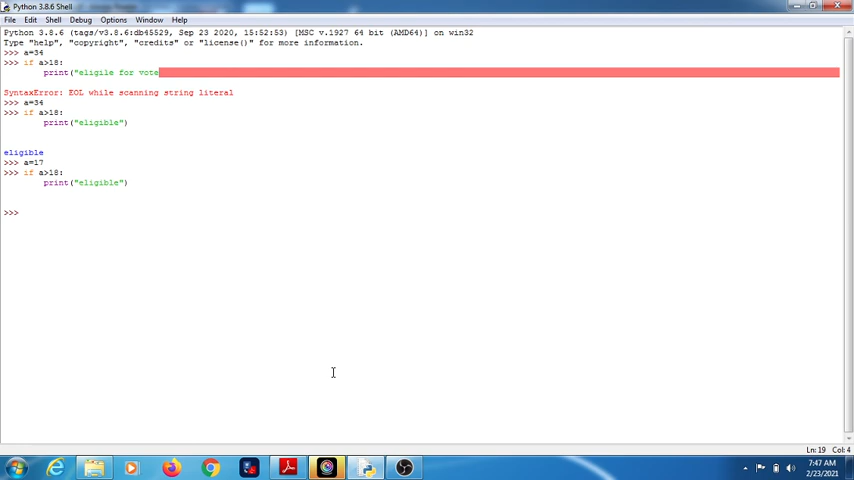 Python 3.8.6 Shell
File Edit Shell Debug Options Window Help
Python 3.8.6 (tags/v3.8.6:db45529, Sep 23 2020, 15:52:53) [MSC v.1927 64 bit (AMD64)] on win32
Type "help", "copyright", "credits" or "license()" for more information.
>>> a=34
>>> if a>18:
        print("eligile for vote
SyntaxError: EOL while scanning string literal
>>> a=34
>>> if a>18:
        print("eligible")
eligible
>>> a=17
>>> if a>18:
        print("eligible")
>>>
Ln: 19 Col: 4
7:47 AM
2/23/2021